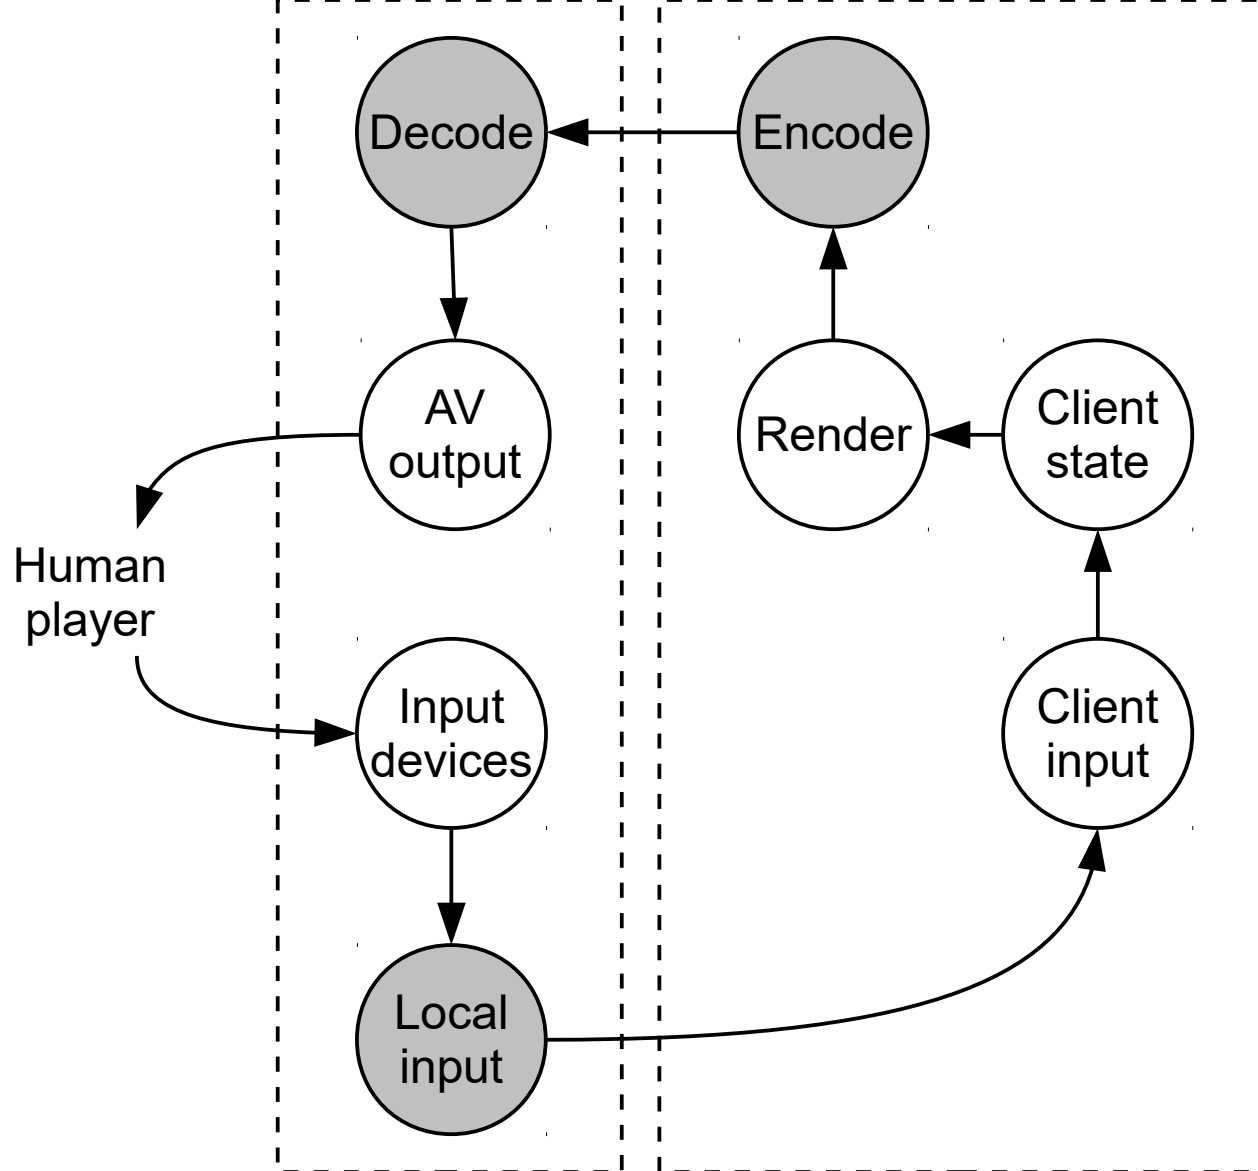 Decode
Encode
AV
output
Render
Client
state
Human
player
Input
devices
Client
input
Local
input